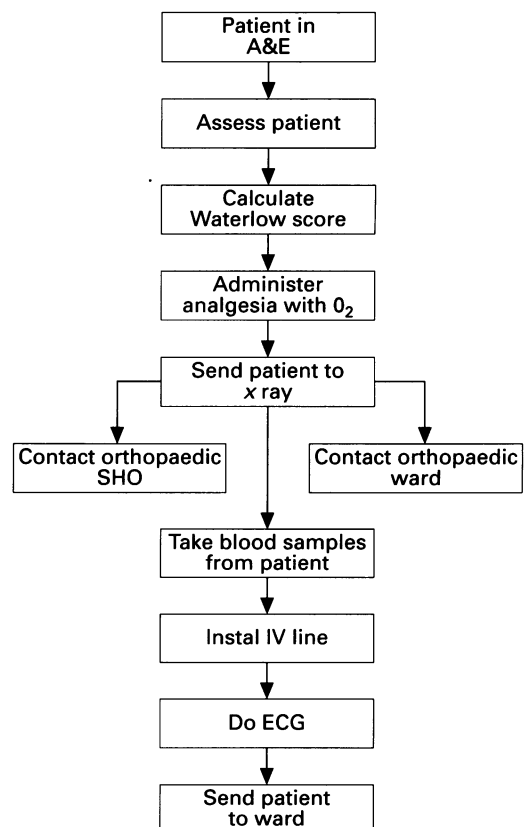 Patient in
A&E
Assess patient
Calculate
Waterlow score
Administer
analgesia with 0₂
Send patient to
x ray
Contact orthopaedic
SHO
Contact orthopaedic
ward
Take blood samples
from patient
Instal IV line
Do ECG
Send patient
to ward